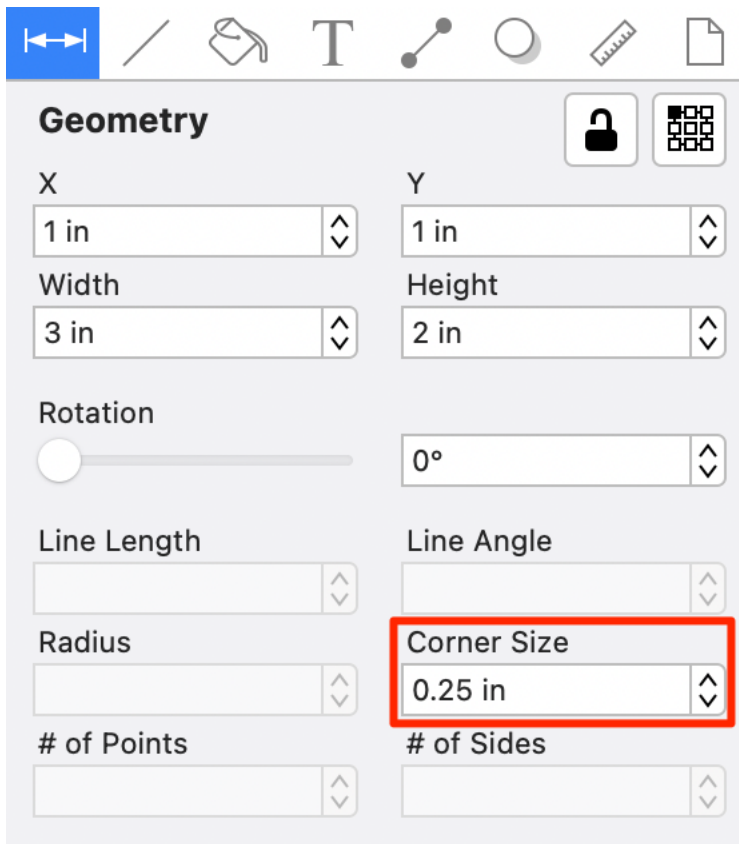 T
Geometry
X Y
1 in 1 in
Width Height
3 in 2 in
Rotation
0°
Line Length Line Angle
Radius Corner Size
0.25 in
# of Points # of Sides